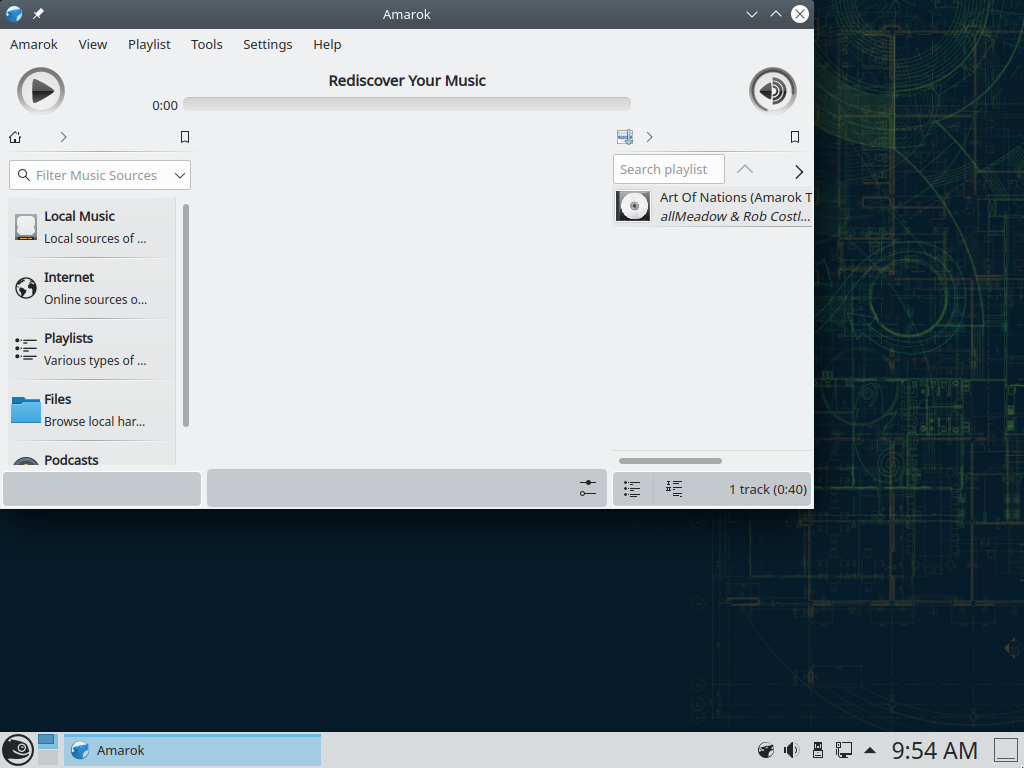 Amarok
Amarok View Playlist Tools Settings Help
Rediscover Your Music
0:00
Filter Music Sources
Search playlist
Local Music
Local sources of ...
Internet
Online sources o...
Playlists
Various types of ...
Files
Browse local har...
Podcasts
Art Of Nations (Amarok T
allMeadow & Rob Costl...
1 track (0:40)
Amarok
9:54 AM